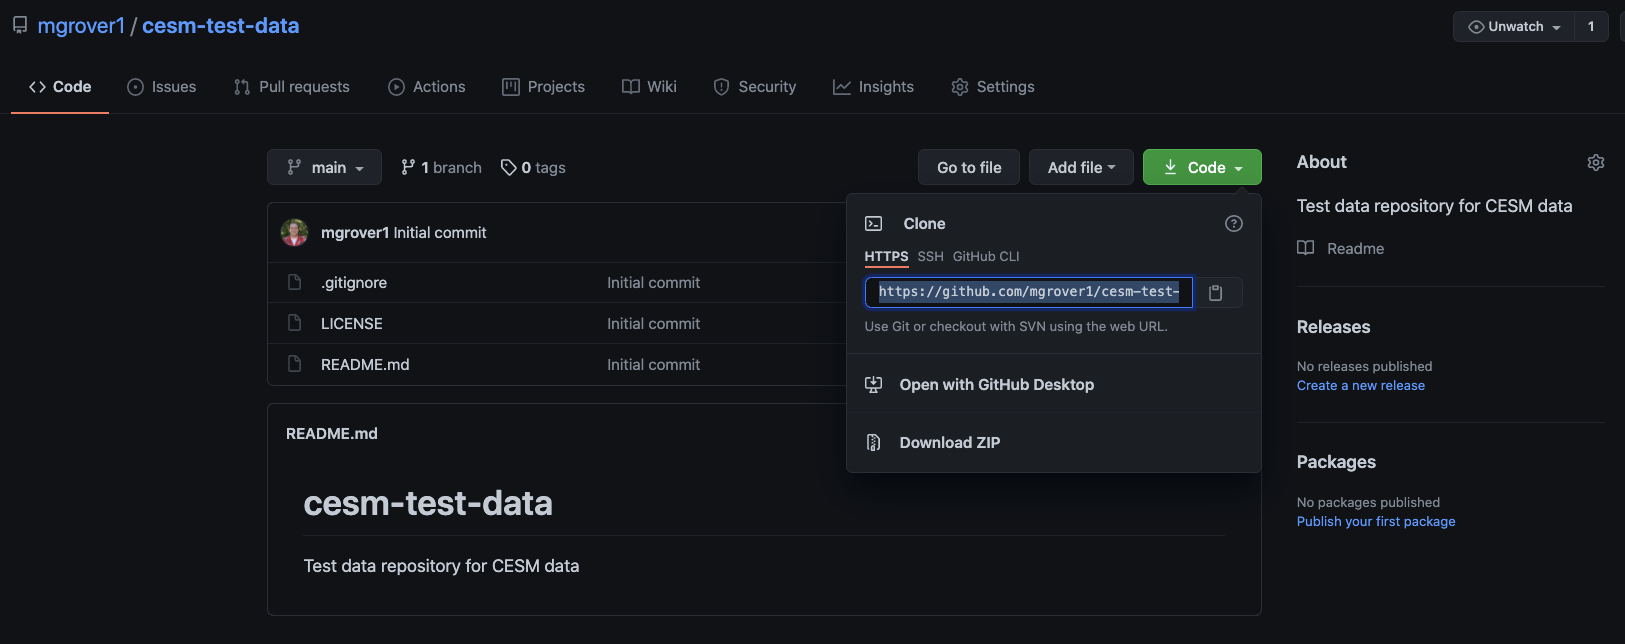 mgrover1 / cesm-test-data
Unwatch 1
Code Issues Pull requests Actions Projects Wiki Security Insights Settings
main 1 branch 0 tags Go to file Add file Code
mgrover1 Initial commit
.gitignore Initial commit
LICENSE Initial commit
README.md Initial commit
Clone
HTTPS SSH GitHub CLI
https://github.com/mgrover1/cesm-test-
Use Git or checkout with SVN using the web URL.
Open with GitHub Desktop
Download ZIP
README.md
cesm-test-data
Test data repository for CESM data
About
Test data repository for CESM data
Readme
Releases
No releases published
Create a new release
Packages
No packages published
Publish your first package